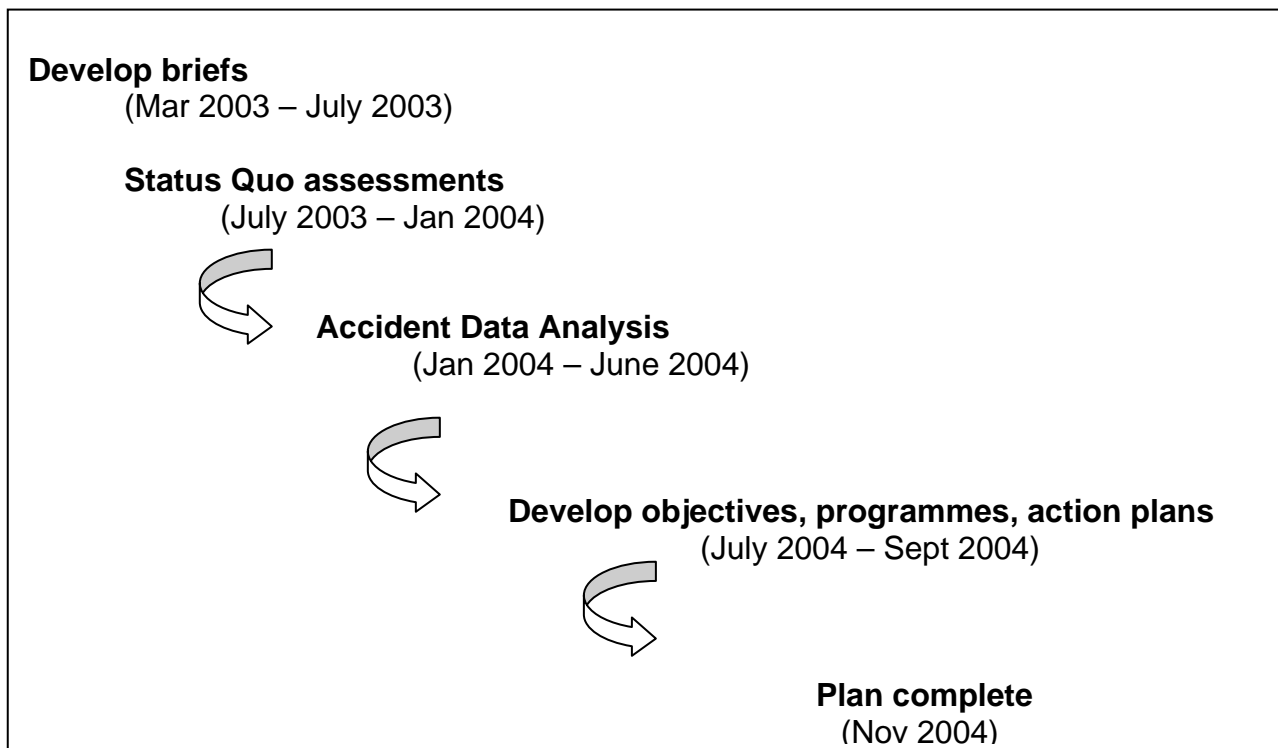 Develop briefs
(Mar 2003 – July 2003)
Status Quo assessments
(July 2003 – Jan 2004)
Accident Data Analysis
(Jan 2004 – June 2004)
Develop objectives, programmes, action plans
(July 2004 – Sept 2004)
Plan complete
(Nov 2004)